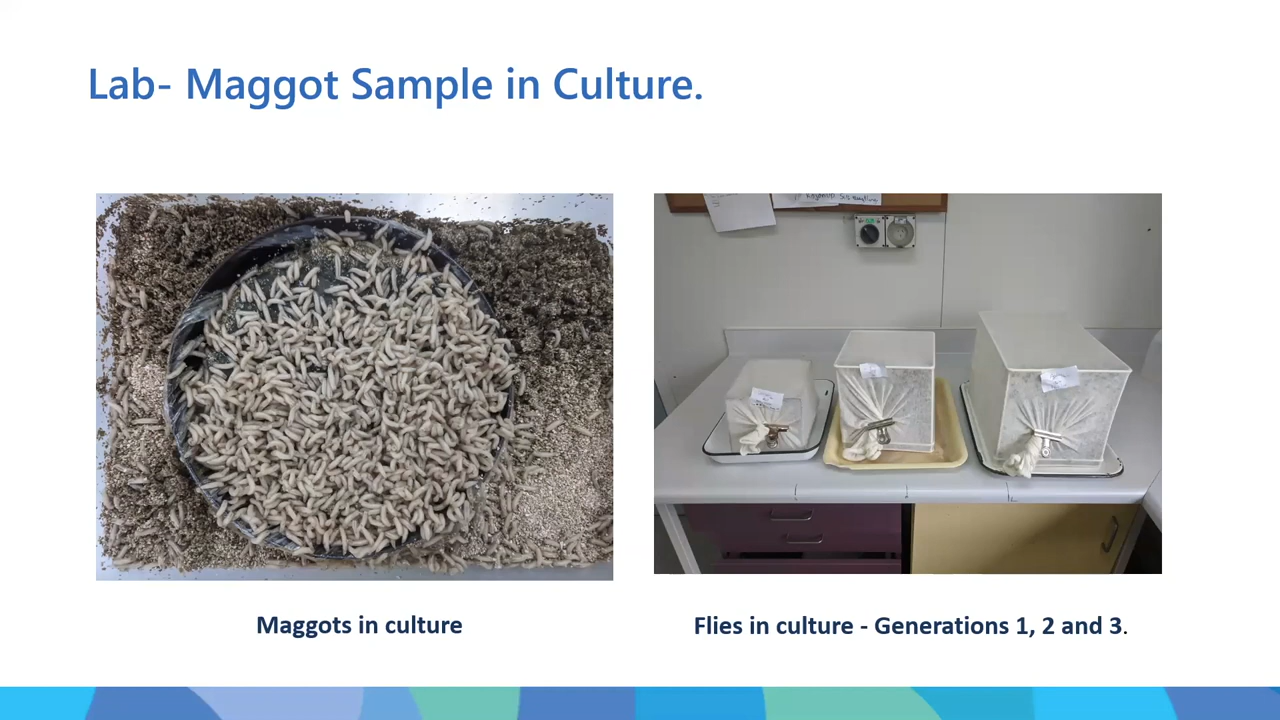 Lab- Maggot Sample in Culture.
Maggots in culture
Flies in culture - Generations 1, 2 and 3.